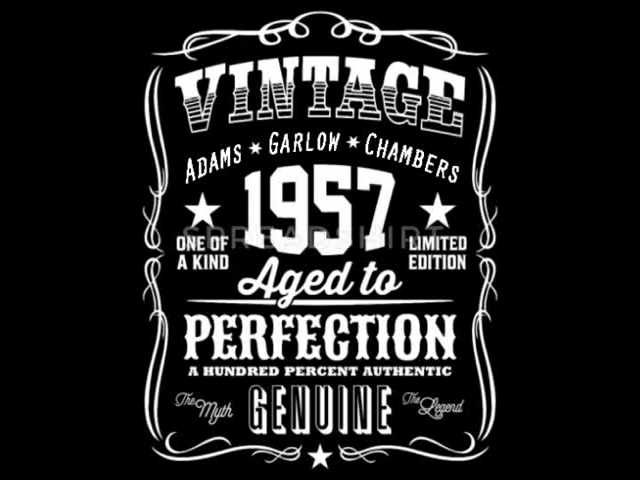 VINTAGE
ADAMS ★ GARLOW ★ CHAMBERS
1957
SPREADSHIRT
ONE OF
A KIND
LIMITED
EDITION
Aged to
PERFECTION
A HUNDRED PERCENT AUTHENTIC
The Myth
GENUINE
The Legend